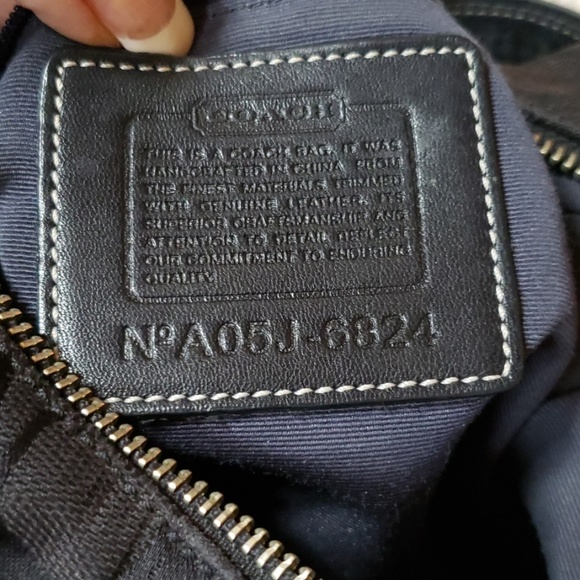 COACH
THIS IS A COACH BAG. IT WAS
HANDCRAFTED IN CHINA FROM
THE FINEST MATERIALS, TRIMMED
WITH GENUINE LEATHER. ITS
SUPERIOR CRAFTSMANSHIP AND
ATTENTION TO DETAIL REFLECT
OUR COMMITMENT TO ENDURING
QUALITY.
NºA05J-6824